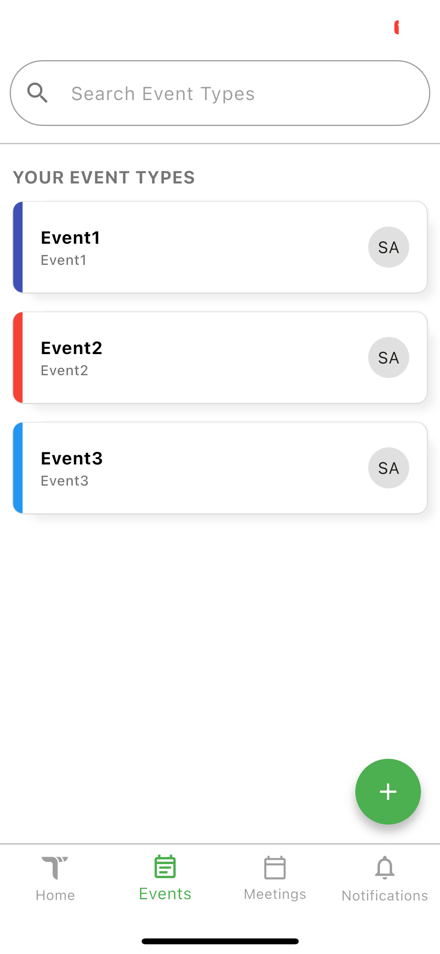 Search Event Types
YOUR EVENT TYPES
Event1
Event1
SA
Event2
Event2
SA
Event3
Event3
SA
Home
Events
Meetings
Notifications